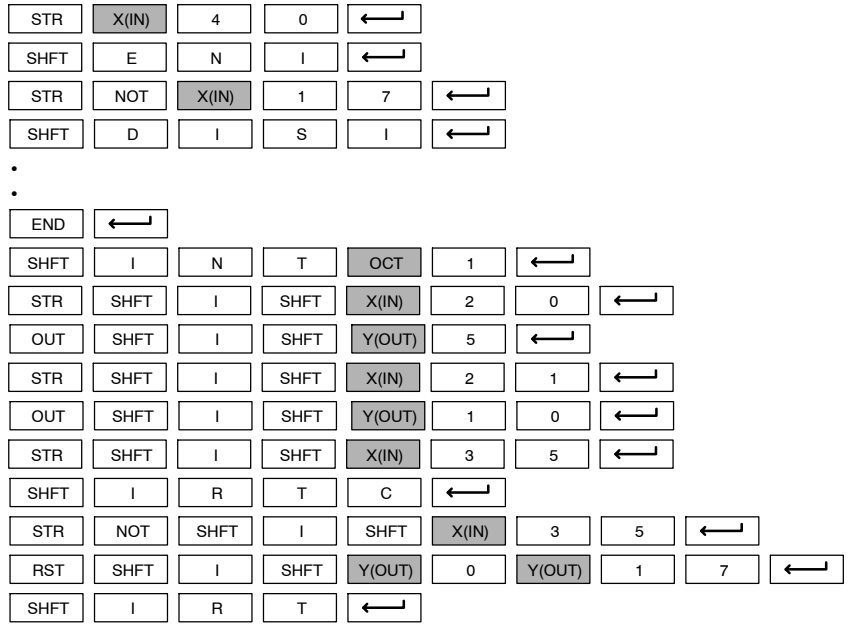 STR X(IN) 4 0
SHFT E N I
STR NOT X(IN) 1 7
SHFT D I S I
•
•
END
SHFT I N T OCT 1
STR SHFT I SHFT X(IN) 2 0
OUT SHFT I SHFT Y(OUT) 5
STR SHFT I SHFT X(IN) 2 1
OUT SHFT I SHFT Y(OUT) 1 0
STR SHFT I SHFT X(IN) 3 5
SHFT I R T C
STR NOT SHFT I SHFT X(IN) 3 5
RST SHFT I SHFT Y(OUT) 0 Y(OUT) 1 7
SHFT I R T